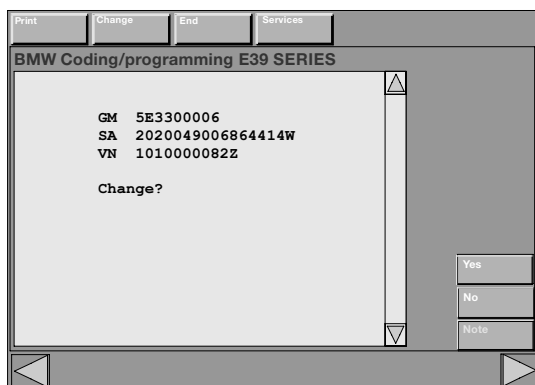 Print Change End Services
BMW Coding/programming E39 SERIES
GM 5E3300006
SA 2020049006864414W
VN 1010000082Z
Change?
Yes
No
Note